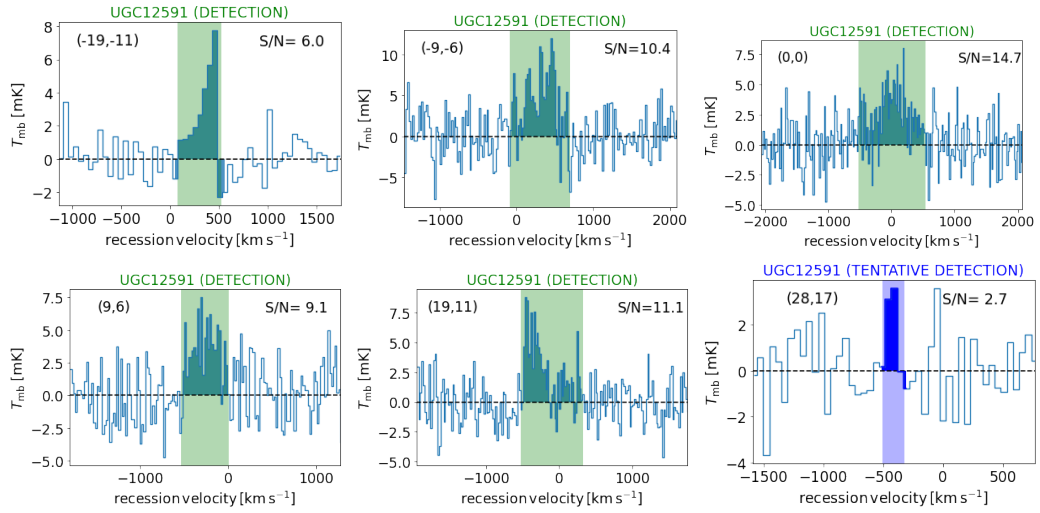 UGC12591 (DETECTION)
(-19,-11)
S/N= 6.0
8
6
4
2
0
−2
T_mb [mK]
−1000 −500 0 500 1000 1500
recession velocity [km s⁻¹]
UGC12591 (DETECTION)
(-9,-6)
S/N=10.4
10
5
0
−5
T_mb [mK]
−1000 0 1000 2000
recession velocity [km s⁻¹]
UGC12591 (DETECTION)
(0,0)
S/N=14.7
7.5
5.0
2.5
0.0
−2.5
−5.0
T_mb [mK]
−2000 −1000 0 1000 2000
recession velocity [km s⁻¹]
UGC12591 (DETECTION)
(9,6)
S/N= 9.1
7.5
5.0
2.5
0.0
−2.5
−5.0
T_mb [mK]
−1000 0 1000
recession velocity [km s⁻¹]
UGC12591 (DETECTION)
(19,11)
S/N=11.1
7.5
5.0
2.5
0.0
−2.5
−5.0
T_mb [mK]
−1000 0 1000
recession velocity [km s⁻¹]
UGC12591 (TENTATIVE DETECTION)
(28,17)
S/N= 2.7
2
0
−2
−4
T_mb [mK]
−1500 −1000 −500 0 500
recession velocity [km s⁻¹]